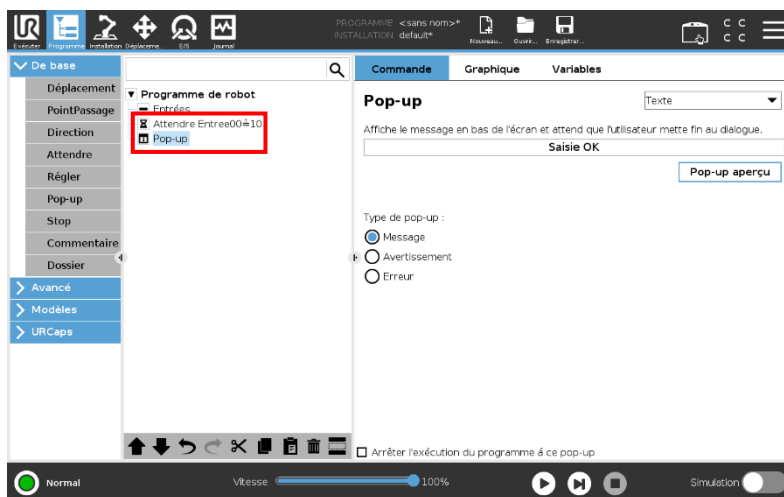 UR
PROGRAMME <sans nom>*
INSTALLATION default*
Exécuter Programme Installation Déplaceme. E/S Journal
Nouveau... Ouvrir... Enregistrer...
C C
C C
De base
Déplacement
PointPassage
Direction
Attendre
Régler
Pop-up
Stop
Commentaire
Dossier
Avancé
Modèles
URCaps
Programme de robot
Entrées
Attendre Entree00≟10
Pop-up
Commande Graphique Variables
Pop-up
Texte
Affiche le message en bas de l'écran et attend que l'utilisateur mette fin au dialogue.
Saisie OK
Pop-up aperçu
Type de pop-up :
Message
Avertissement
Erreur
Arrêter l'exécution du programme á ce pop-up
Normal
Vitesse
100%
Simulation